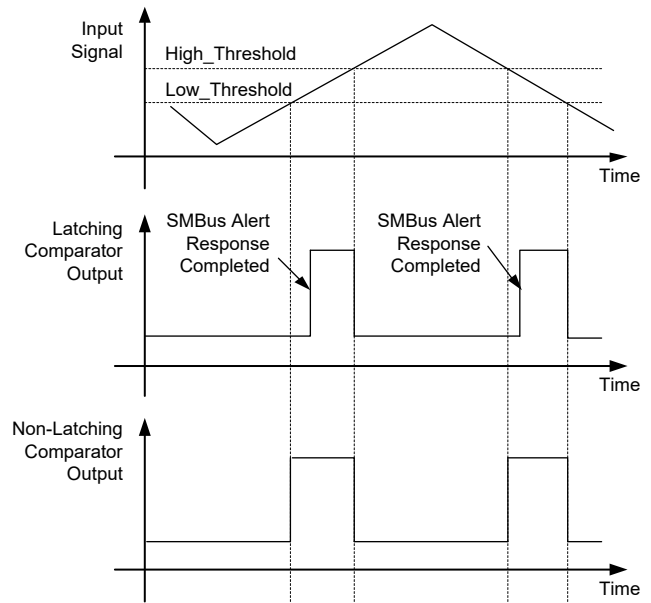 Input
Signal
High_Threshold
Low_Threshold
Time
Latching
Comparator
Output
SMBus Alert
Response
Completed
SMBus Alert
Response
Completed
Time
Non-Latching
Comparator
Output
Time